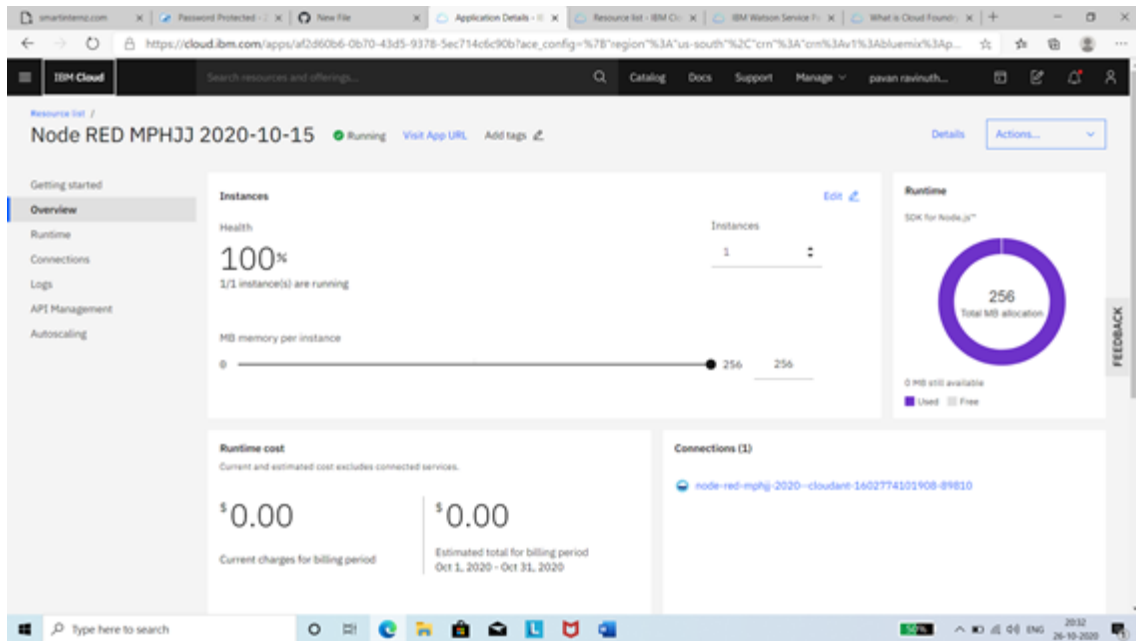 smartinternz.com
Password Protected - Z
New File
Application Details - IB
Resource list - IBM Clo
IBM Watson Service Fo
What is Cloud Foundry
https://cloud.ibm.com/apps/af2d60b6-0b70-43d5-9378-5ec714c6c90b?ace_config=%7B"region"%3A"us-south"%2C"crn"%3A"crn%3Av1%3Abluemix%3Ap...
IBM Cloud
Search resources and offerings...
Catalog
Docs
Support
Manage
pavan ravinuth...
Resource list /
Node RED MPHJJ 2020-10-15
Running
Visit App URL
Add tags
Details
Actions...
Getting started
Overview
Runtime
Connections
Logs
API Management
Autoscaling
Instances
Edit
Health
100%
1/1 instance(s) are running
Instances
1
MB memory per instance
0
256
256
Runtime
SDK for Node.js™
256
Total MB allocation
0 MB still available
Used
Free
FEEDBACK
Runtime cost
Current and estimated cost excludes connected services.
$0.00
Current charges for billing period
$0.00
Estimated total for billing period
Oct 1, 2020 - Oct 31, 2020
Connections (1)
node-red-mphjj-2020--cloudant-1602774101908-89810
Type here to search
50%
ENG
20:32
26-10-2020